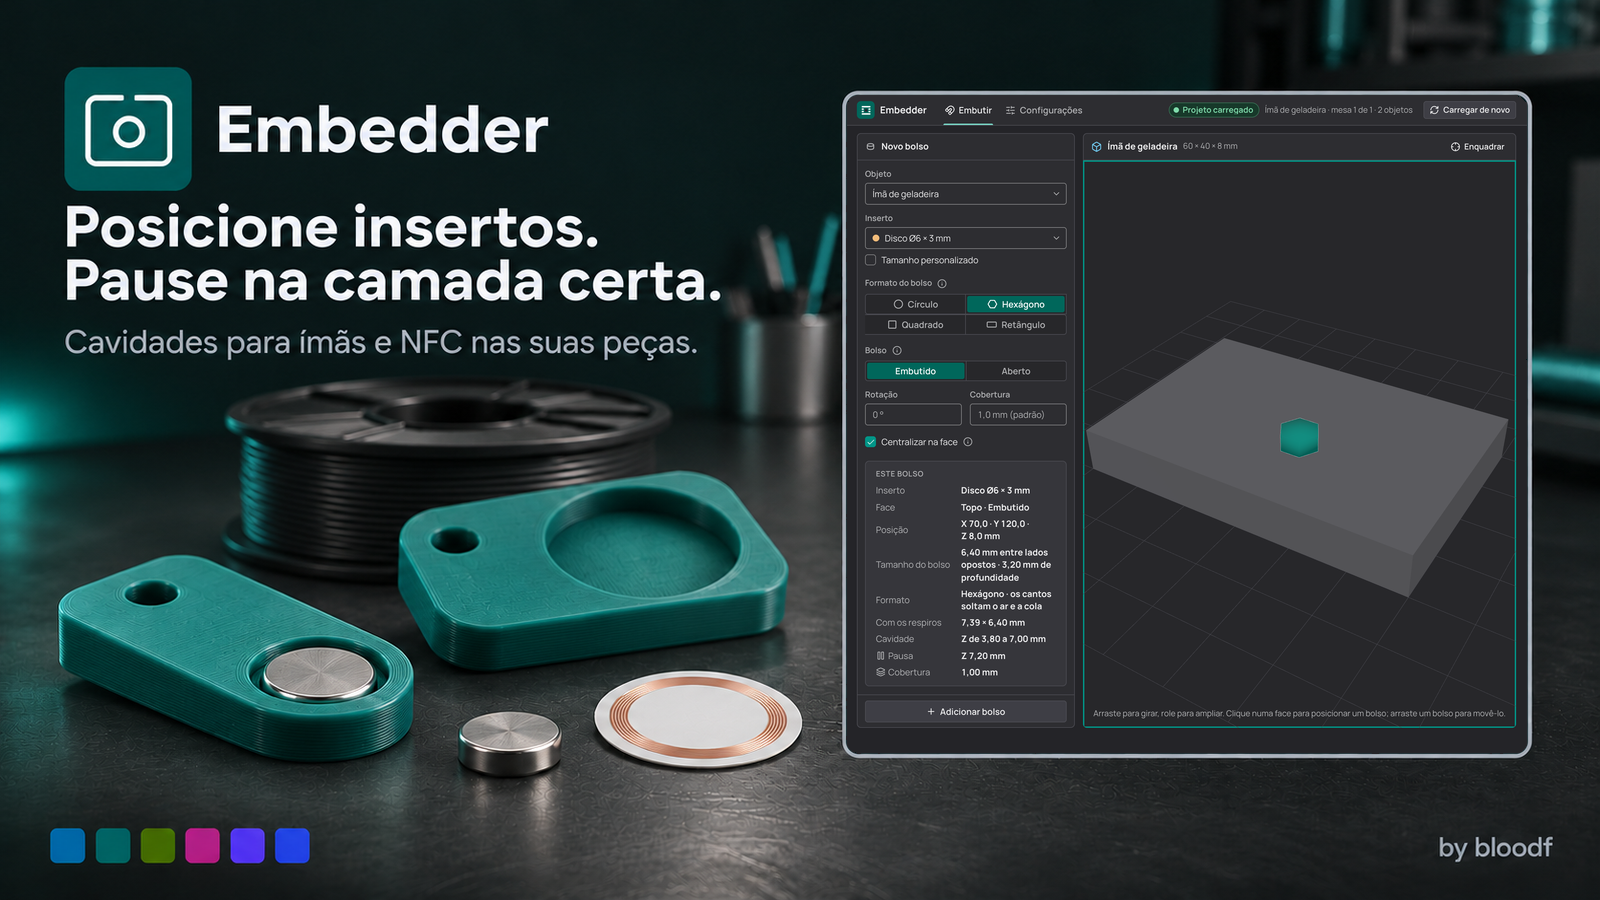 Embedder
Posicione insertos.
Pause na camada certa.
Cavidades para ímãs e NFC nas suas peças.
Embedder
Embutir
Configurações
Projeto carregado
Ímã de geladeira · mesa 1 de 1 · 2 objetos
Carregar de novo
Novo bolso
Objeto
Ímã de geladeira
Inserto
Disco Ø6 × 3 mm
Tamanho personalizado
Formato do bolso
Círculo
Hexágono
Quadrado
Retângulo
Bolso
Embutido
Aberto
Rotação
Cobertura
0 °
1,0 mm (padrão)
Centralizar na face
ESTE BOLSO
Inserto Disco Ø6 × 3 mm
Face Topo · Embutido
Posição X 70,0 · Y 120,0 ·
Z 8,0 mm
Tamanho do bolso 6,40 mm entre lados
opostos · 3,20 mm de
profundidade
Formato Hexágono · os cantos
soltam o ar e a cola
Com os respiros 7,39 × 6,40 mm
Cavidade Z de 3,80 a 7,00 mm
Pausa Z 7,20 mm
Cobertura 1,00 mm
+ Adicionar bolso
Ímã de geladeira 60 × 40 × 8 mm
Enquadrar
Arraste para girar, role para ampliar. Clique numa face para posicionar um bolso; arraste um bolso para movê-lo.
by bloodf